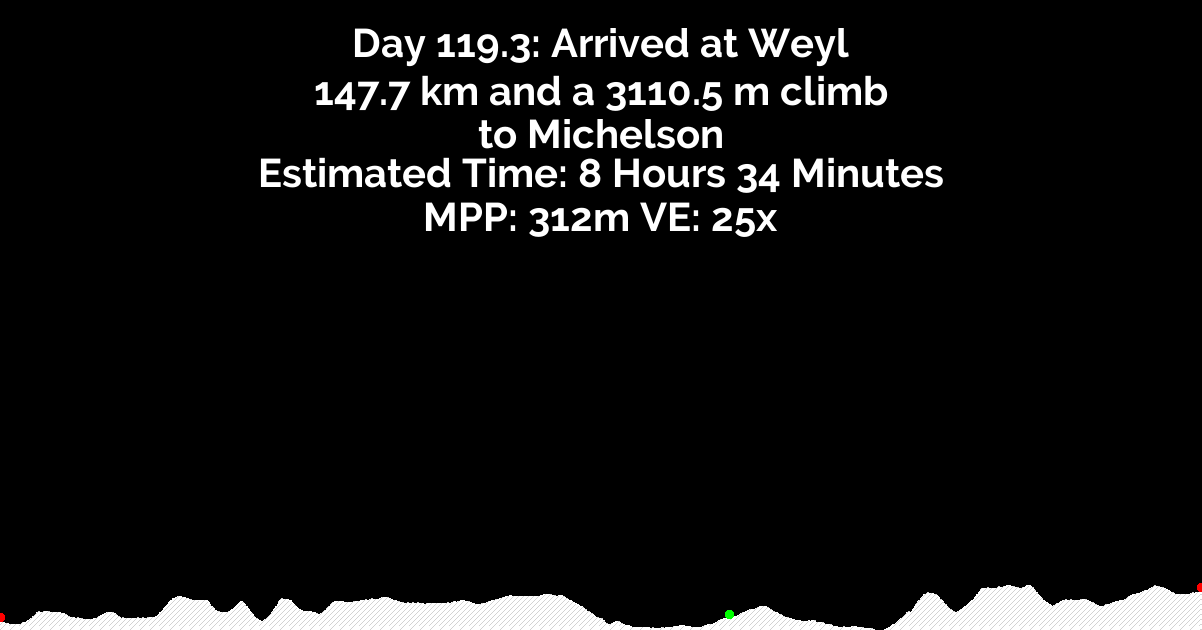 Day 119.3: Arrived at Weyl
147.7 km and a 3110.5 m climb
to Michelson
Estimated Time: 8 Hours 34 Minutes
MPP: 312m VE: 25x